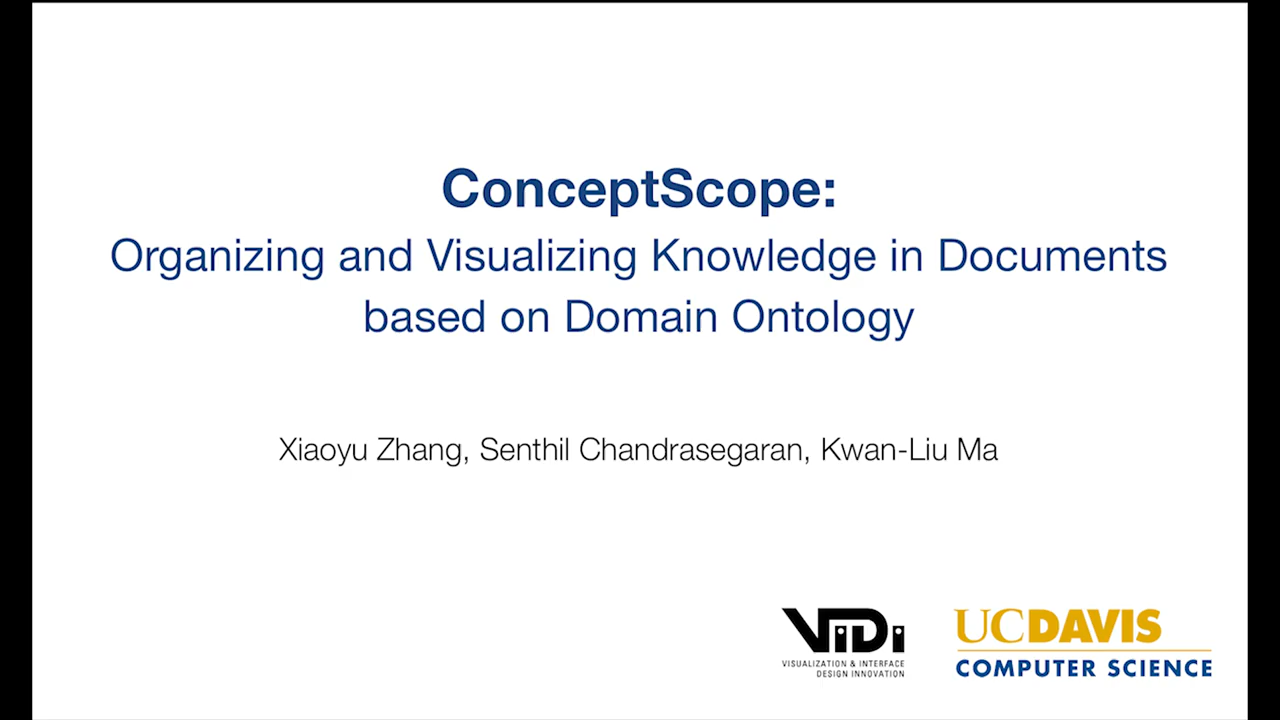 ConceptScope:
Organizing and Visualizing Knowledge in Documents
based on Domain Ontology
Xiaoyu Zhang, Senthil Chandrasegaran, Kwan-Liu Ma
ViDi
VISUALIZATION & INTERFACE
DESIGN INNOVATION
UCDAVIS
COMPUTER SCIENCE